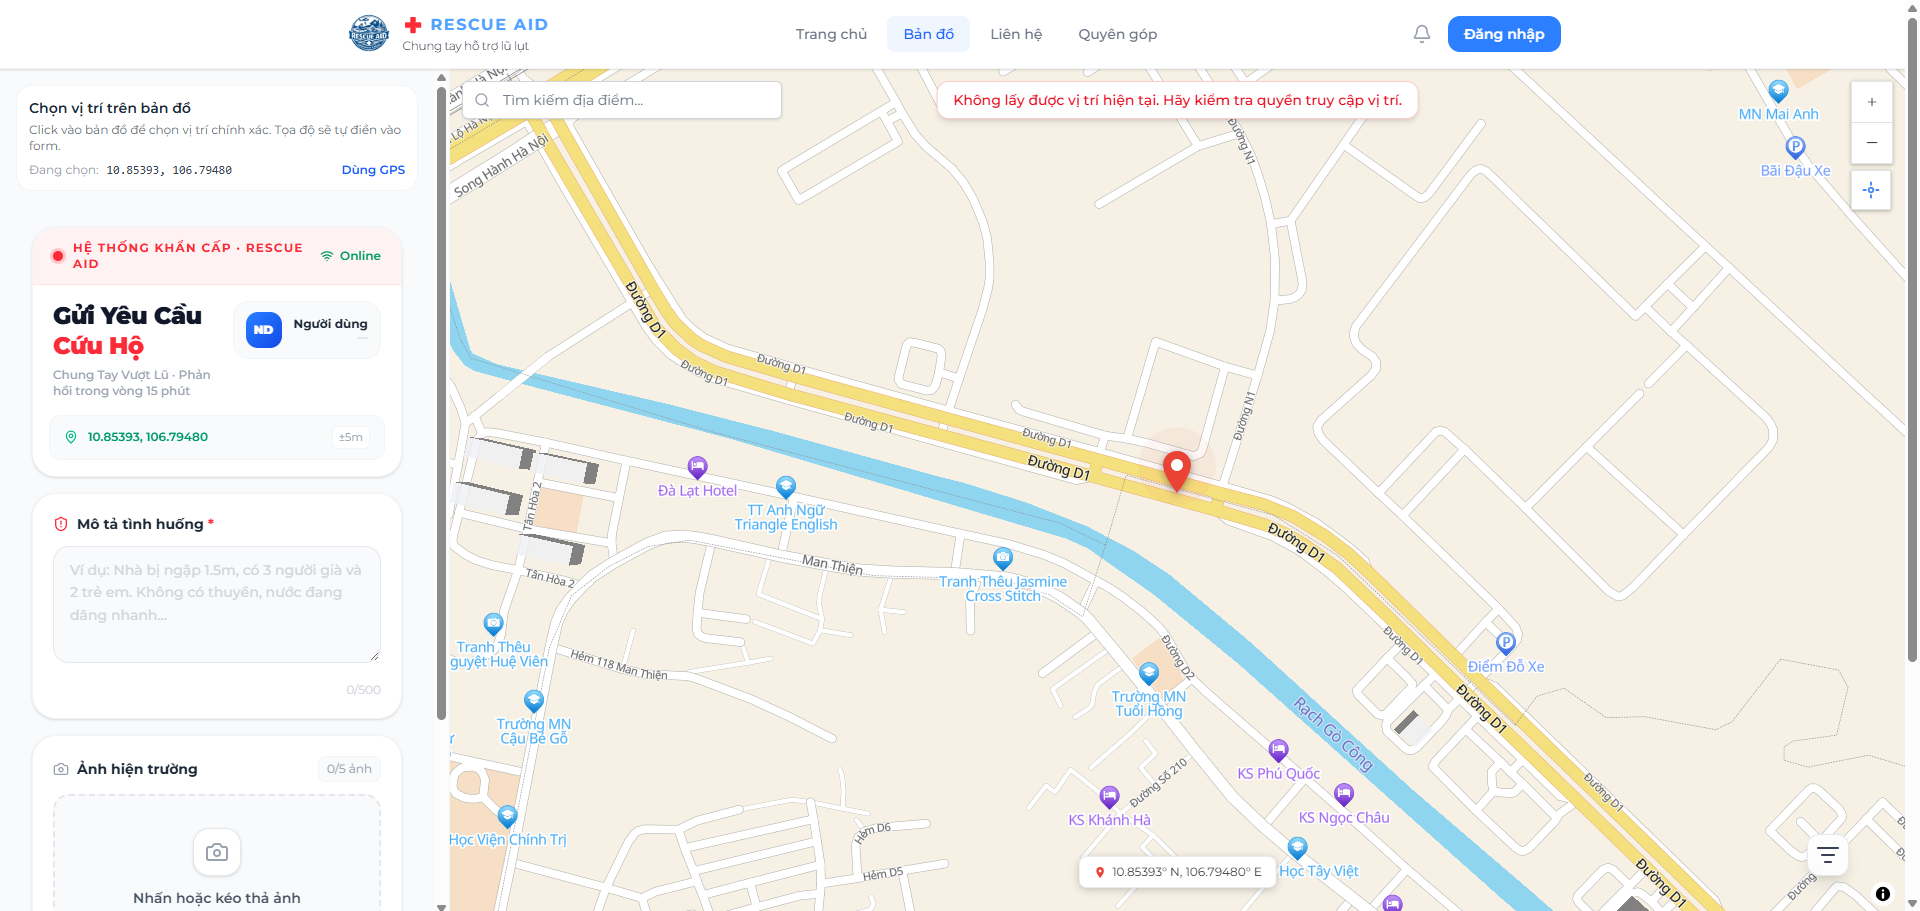 RESCUE AID
Chung tay hỗ trợ lũ lụt
Trang chủ
Bản đồ
Liên hệ
Quyên góp
Đăng nhập
Chọn vị trí trên bản đồ
Click vào bản đồ để chọn vị trí chính xác. Tọa độ sẽ tự điền vào
form.
Đang chọn: 10.85393, 106.79480
Dùng GPS
HỆ THỐNG KHẨN CẤP · RESCUE
AID
Online
Gửi Yêu Cầu
Cứu Hộ
Chung Tay Vượt Lũ · Phản
hồi trong vòng 15 phút
ND
Người dùng
10.85393, 106.79480
±5m
Mô tả tình huống *
Ví dụ: Nhà bị ngập 1.5m, có 3 người già và
2 trẻ em. Không có thuyền, nước đang
dâng nhanh...
0/500
Ảnh hiện trường
0/5 ảnh
Nhấn hoặc kéo thả ảnh
Tìm kiếm địa điểm...
Không lấy được vị trí hiện tại. Hãy kiểm tra quyền truy cập vị trí.
MN Mai Anh
Bãi Đậu Xe
Song Hành Hà Nội
Đường N1
Đường D1
Đường D1
Đường D1
Đường D1
Đường D1
Đường D1
Đường N1
Đường D1
Đà Lạt Hotel
TT Anh Ngữ
Triangle English
Tân Hòa 2
Tân Hòa 2
Man Thiện
Tranh Thêu Jasmine
Cross Stitch
Tranh Thêu
guyệt Huệ Viên
Hẻm 118 Man Thiện
Trường MN
Cậu Bé Gỗ
Trường MN
Tuổi Hồng
Đường D2
Đường D1
Điểm Đỗ Xe
Đường D1
Rạch Gò Công
KS Phú Quốc
KS Ngọc Châu
KS Khánh Hà
Đường Số 210
Đường D1
Học Viện Chính Trị
Hẻm D6
Hẻm D5
Học Tây Việt
Đường D1
10.85393° N, 106.79480° E